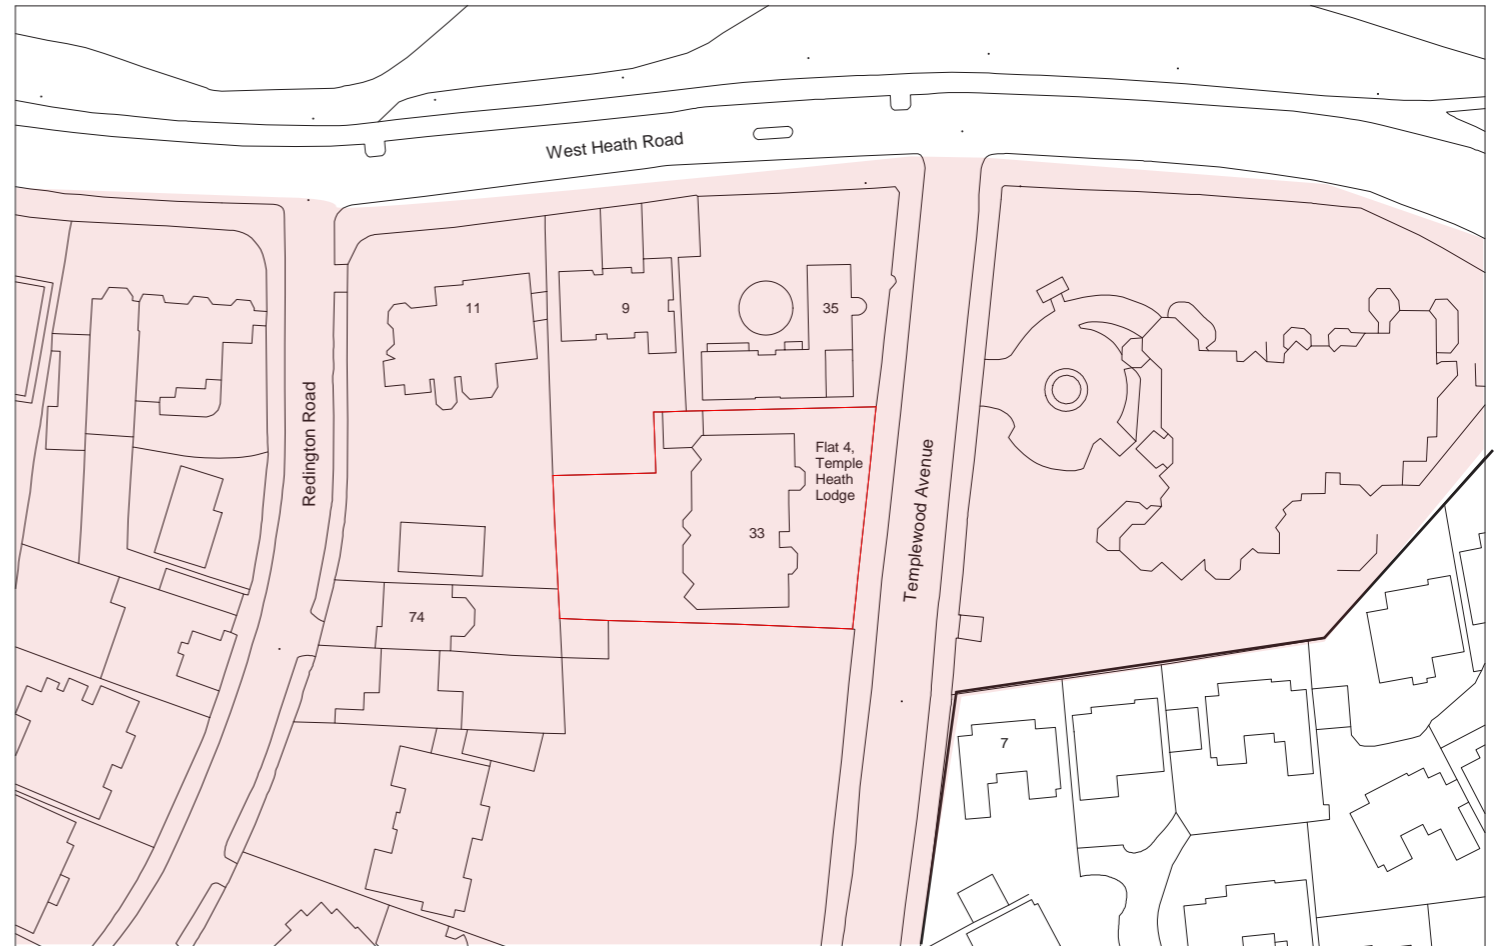 West Heath Road
11
9
35
Redington Road
Flat 4,
Temple
Heath
Lodge
Templewood Avenue
33
74
7